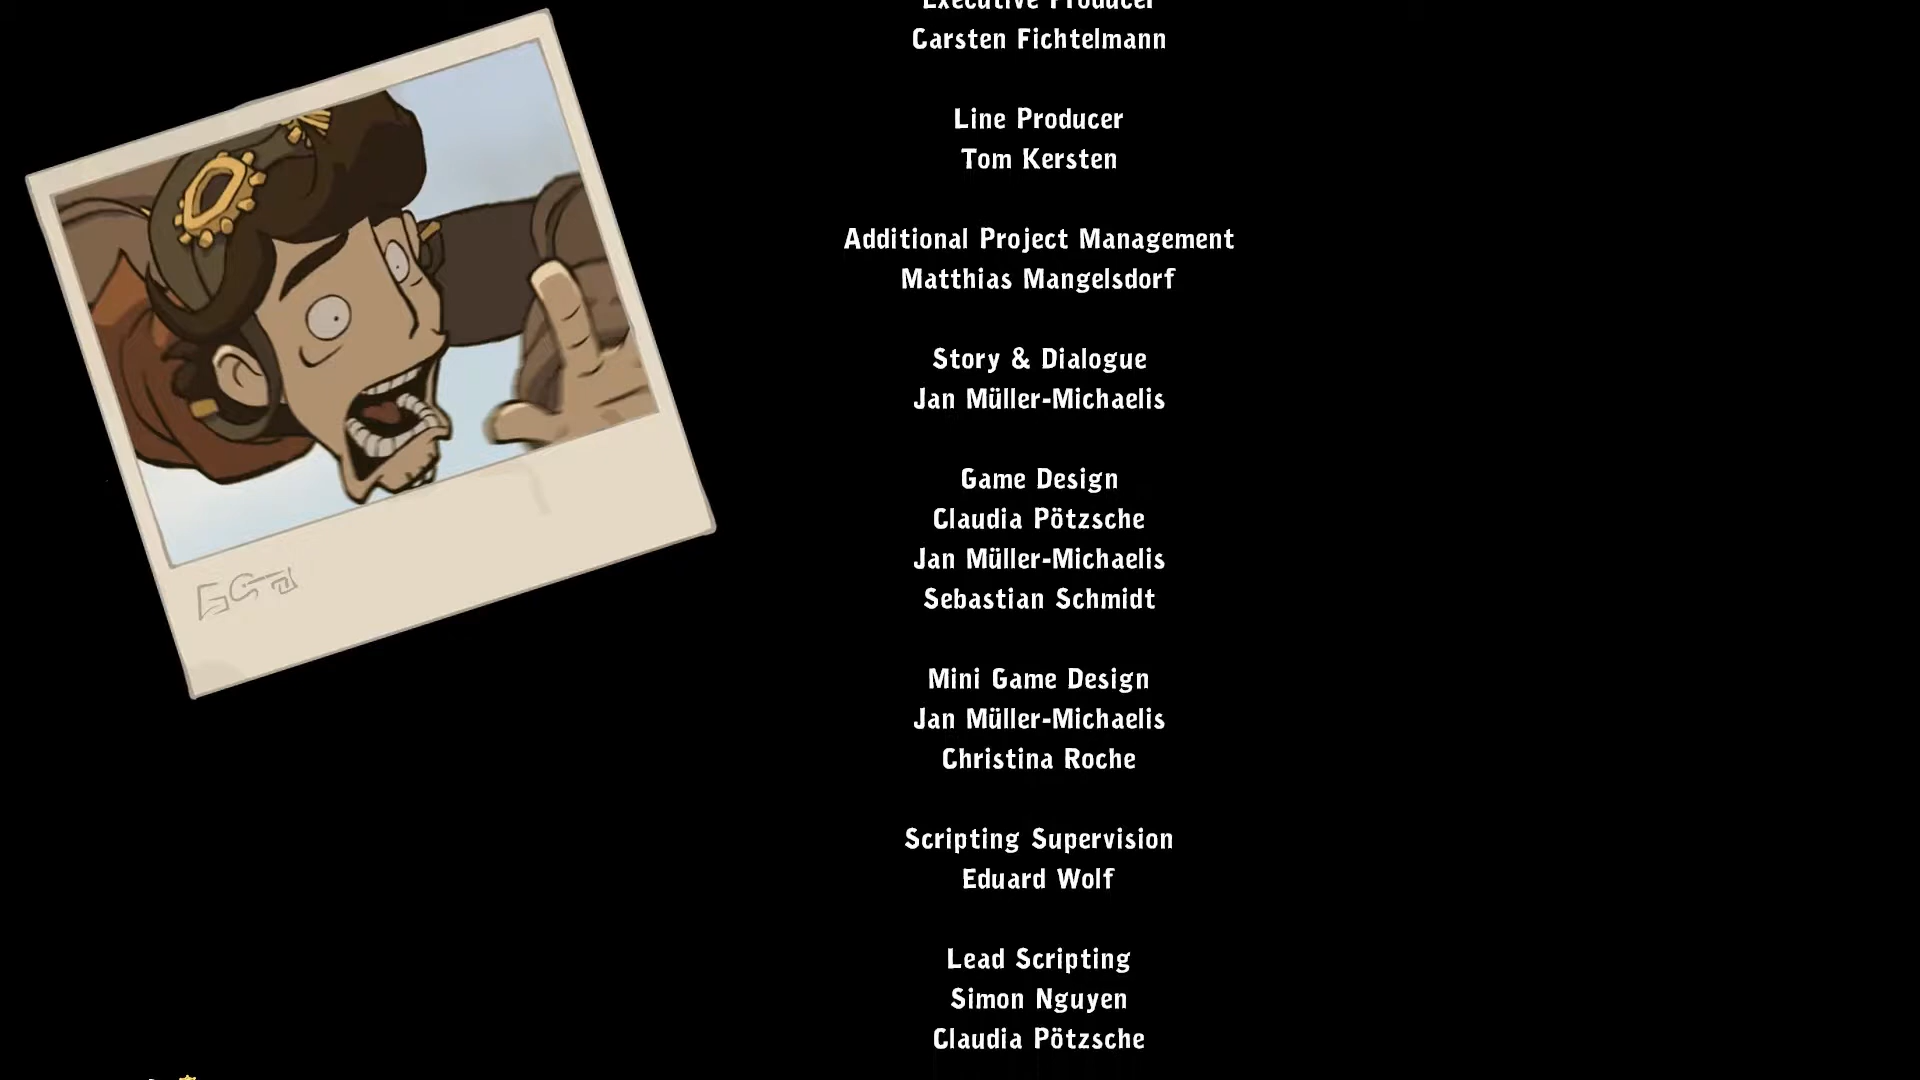 Executive Producer
Carsten Fichtelmann
Line Producer
Tom Kersten
Additional Project Management
Matthias Mangelsdorf
Story & Dialogue
Jan Müller-Michaelis
Game Design
Claudia Pötzsche
Jan Müller-Michaelis
Sebastian Schmidt
Mini Game Design
Jan Müller-Michaelis
Christina Roche
Scripting Supervision
Eduard Wolf
Lead Scripting
Simon Nguyen
Claudia Pötzsche